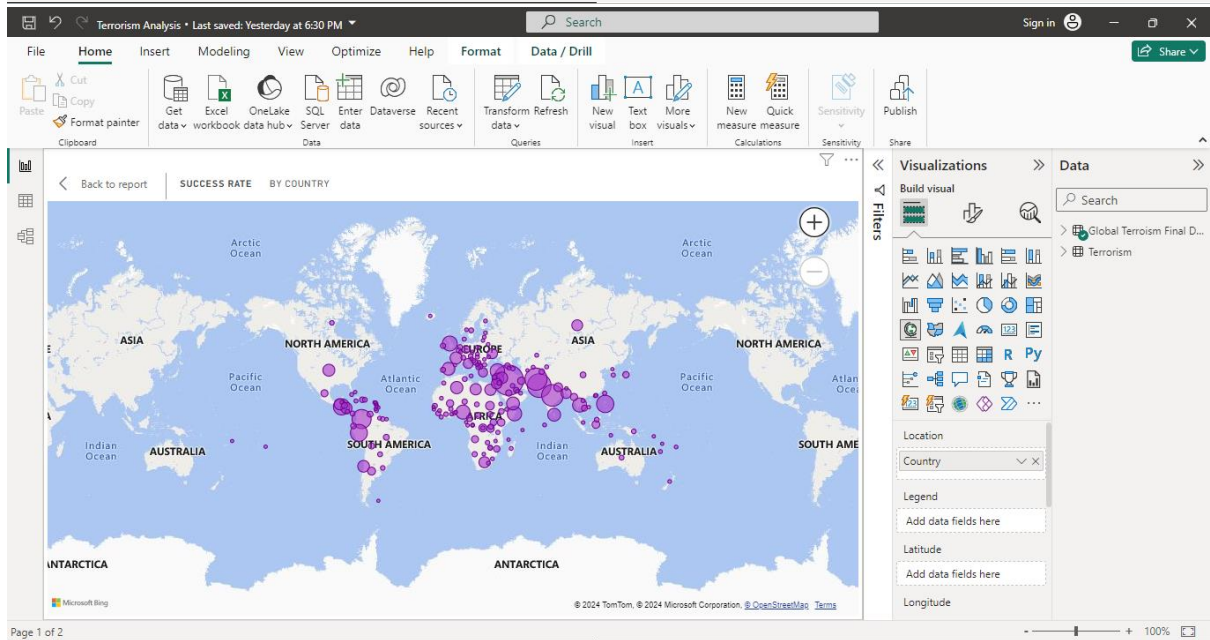 Terrorism Analysis • Last saved: Yesterday at 6:30 PM
Search
Sign in
File Home Insert Modeling View Optimize Help Format Data / Drill
Share
Paste
Cut
Copy
Format painter
Clipboard
Get data
Excel workbook
OneLake data hub
SQL Server
Enter data
Dataverse
Recent sources
Data
Transform data
Refresh
Queries
New visual
Text box
More visuals
Insert
New measure
Quick measure
Calculations
Sensitivity
Sensitivity
Publish
Share
Back to report
SUCCESS RATE BY COUNTRY
Arctic
Ocean
Arctic
Ocean
ASIA
NORTH AMERICA
EUROPE
ASIA
NORTH AMERICA
Pacific
Ocean
Atlantic
Ocean
Pacific
Ocean
Atlan
Ocea
AFRICA
Indian
Ocean
AUSTRALIA
SOUTH AMERICA
Indian
Ocean
AUSTRALIA
SOUTH AME
ANTARCTICA
ANTARCTICA
Microsoft Bing
© 2024 TomTom, © 2024 Microsoft Corporation, © OpenStreetMap Terms
Filters
Visualizations
Build visual
123
R
Py
123
Location
Country
Legend
Add data fields here
Latitude
Add data fields here
Longitude
Data
Search
Global Terroism Final D...
Terrorism
Page 1 of 2
100%